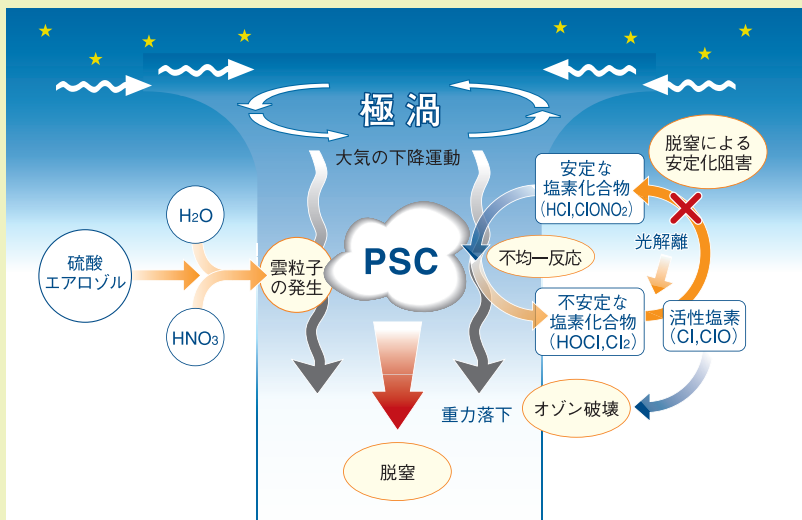 極渦
大気の下降運動
脱窒による
安定化阻害
安定な
塩素化合物
(HCl,ClONO₂)
光解離
H₂O
硫酸
エアロゾル
HNO₃
雲粒子
の発生
PSC
不均一反応
不安定な
塩素化合物
(HOCl,Cl₂)
活性塩素
(Cl,ClO)
重力落下
オゾン破壊
脱窒